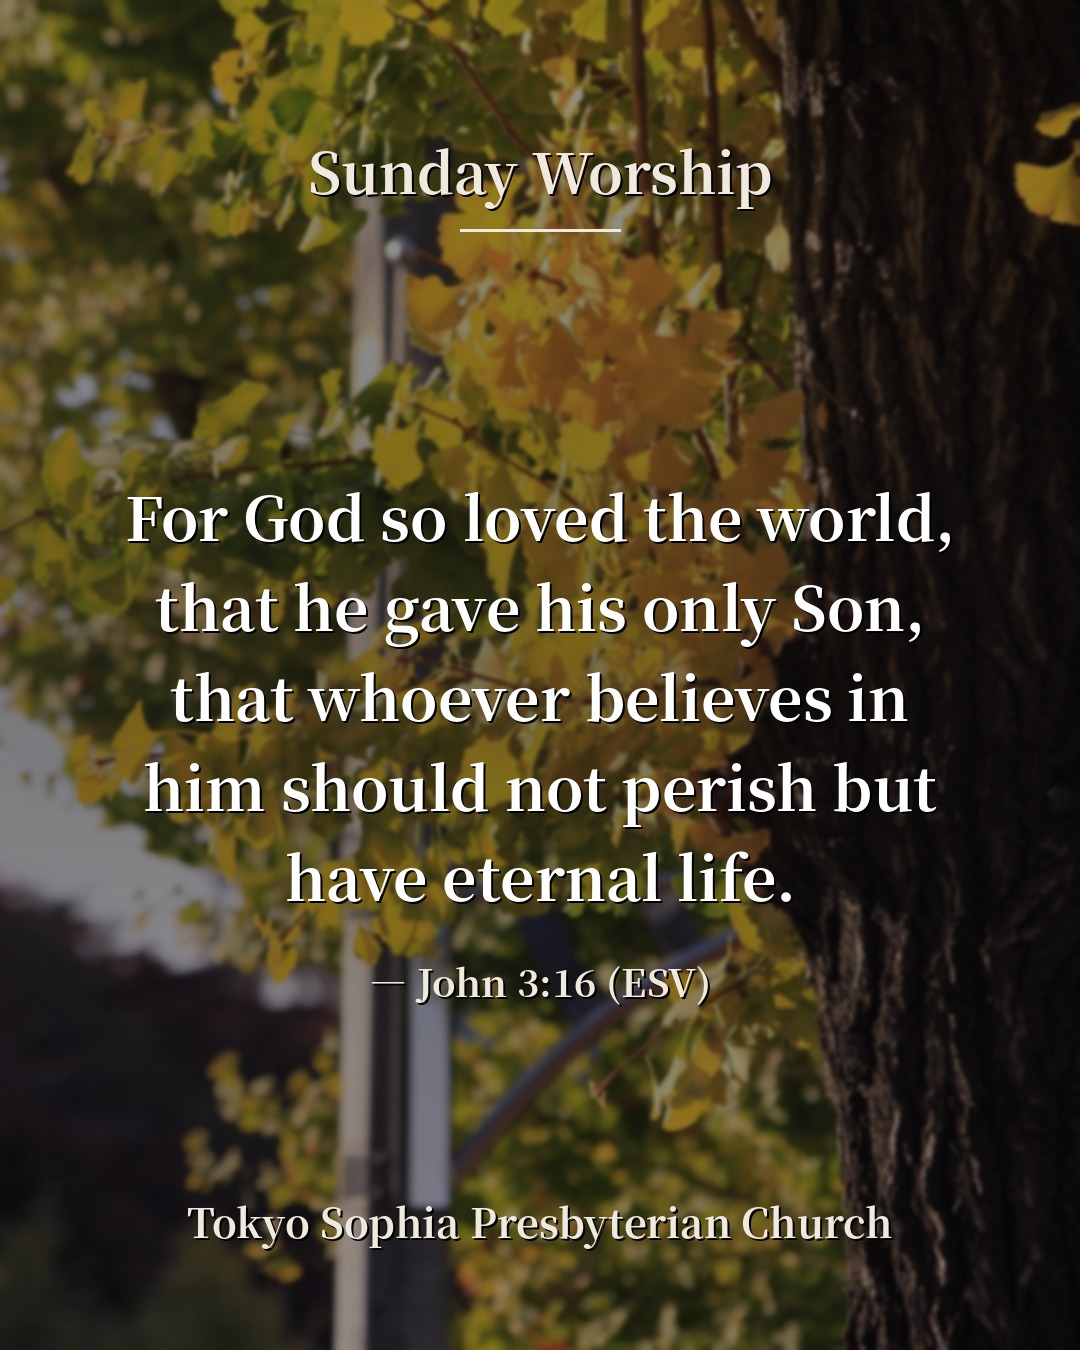 Sunday Worship
For God so loved the world,
that he gave his only Son,
that whoever believes in
him should not perish but
have eternal life.
— John 3:16 (ESV)
Tokyo Sophia Presbyterian Church